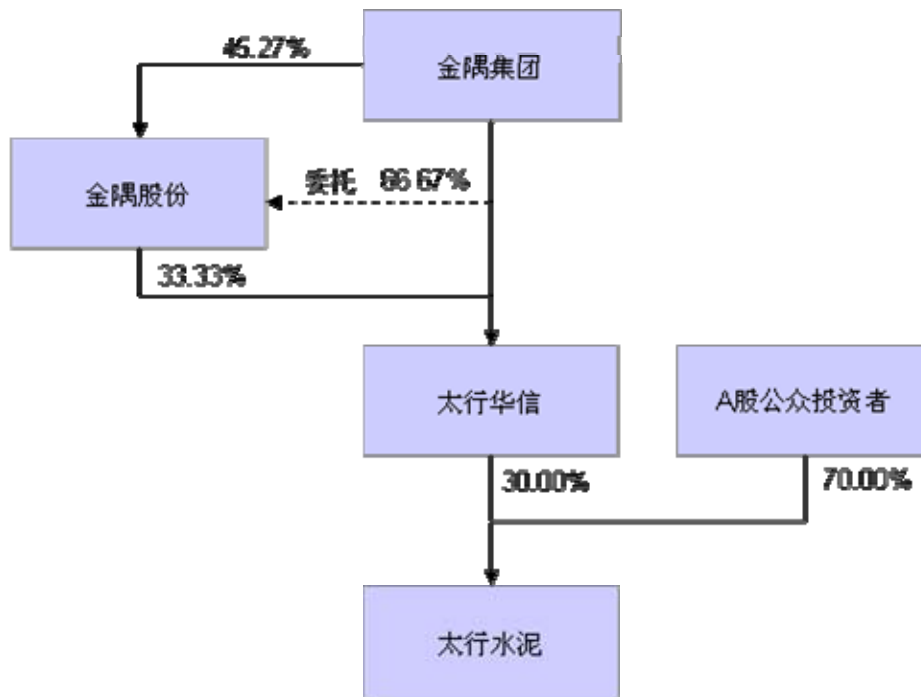 45.27%
金隅集团
金隅股份
委托 66.67%
33.33%
太行华信
A股公众投资者
30.00%
70.00%
太行水泥